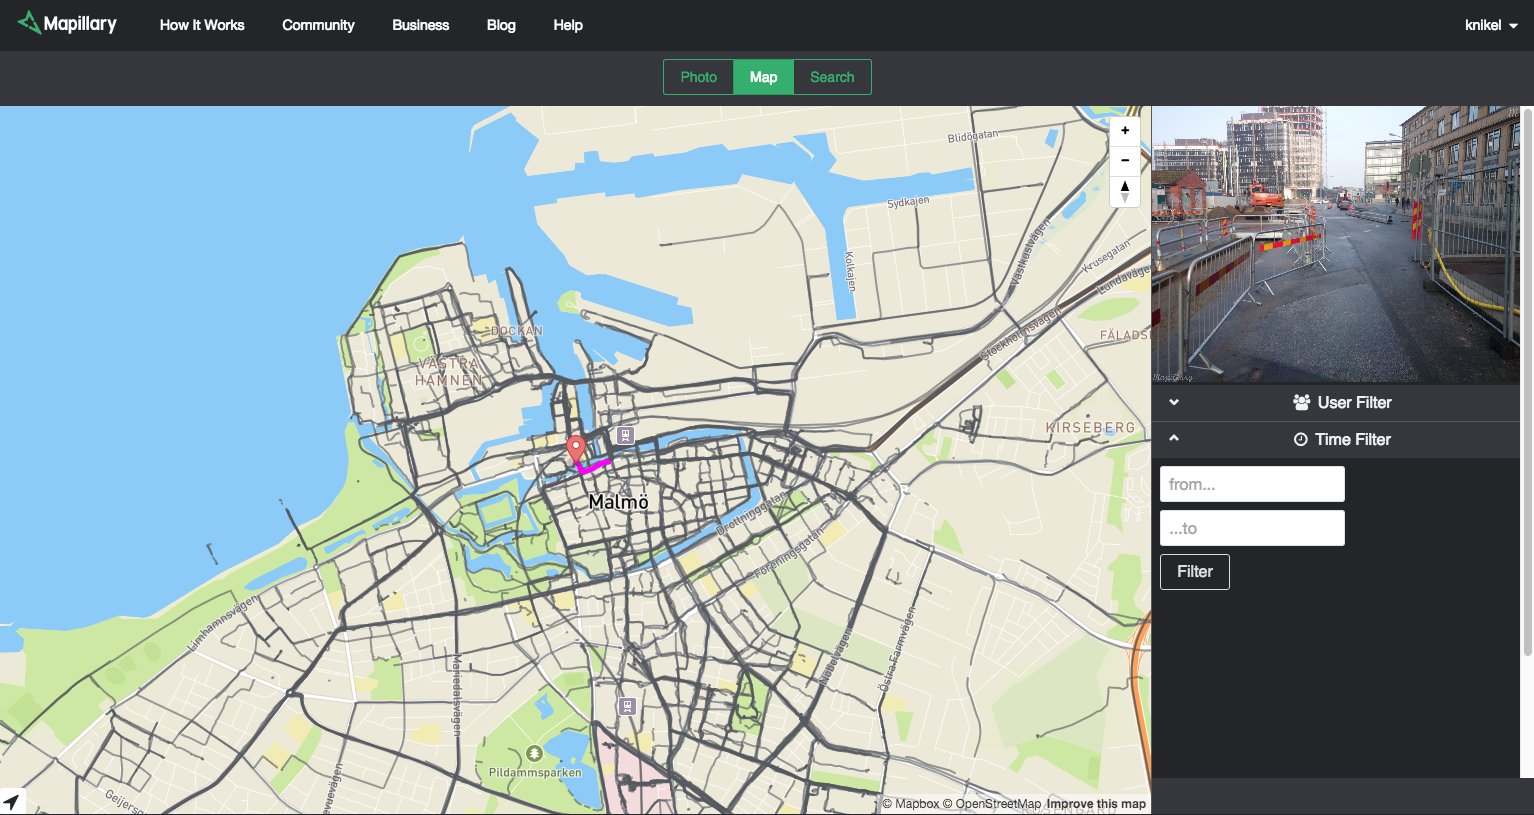 Mapillary How It Works Community Business Blog Help knikel
Photo Map Search
Blidögatan
Sydkajen
Kolkajen
Västkustvägen
Krusegatan
Lundavägen
Stockholmsvägen
DOCKAN
VÄSTRA
HAMNEN
KIRSEBERG
Malmö
Drottninggatan
Föreningsgatan
Limhamnsvägen
Mariedalsvägen
Nobelvägen
Östra Farmvägen
Pildammsparken
© Mapbox © OpenStreetMap Improve this map
Mapillary
User Filter
Time Filter
from...
...to
Filter